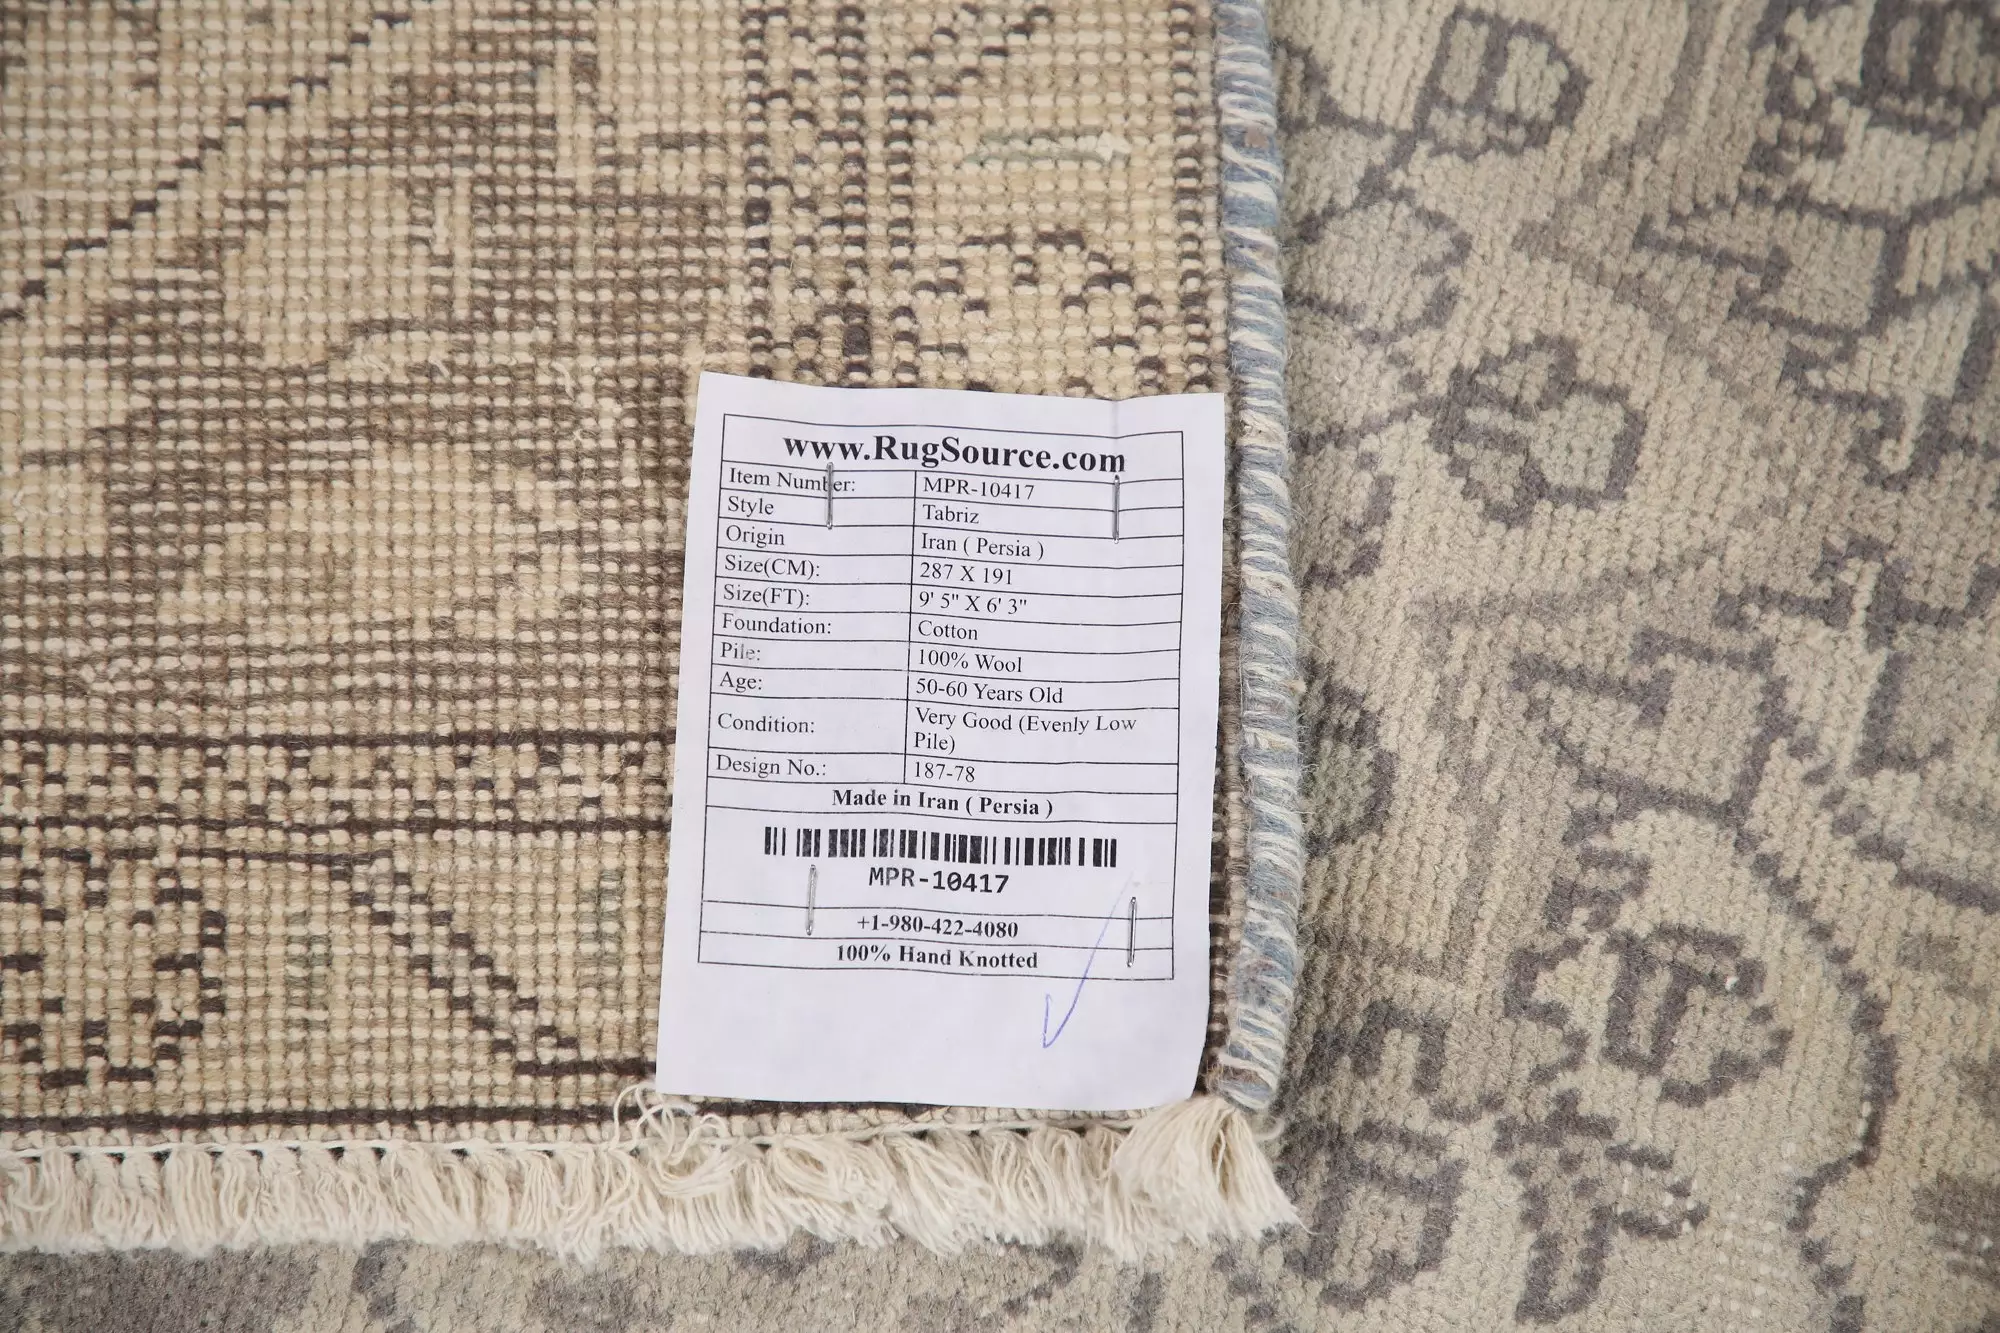 www.RugSource.com
Item Number: MPR-10417
Style Tabriz
Origin Iran ( Persia )
Size(CM): 287 X 191
Size(FT): 9' 5" X 6' 3"
Foundation: Cotton
Pile: 100% Wool
Age: 50-60 Years Old
Condition: Very Good (Evenly Low
Pile)
Design No.: 187-78
Made in Iran ( Persia )
MPR-10417
+1-980-422-4080
100% Hand Knotted